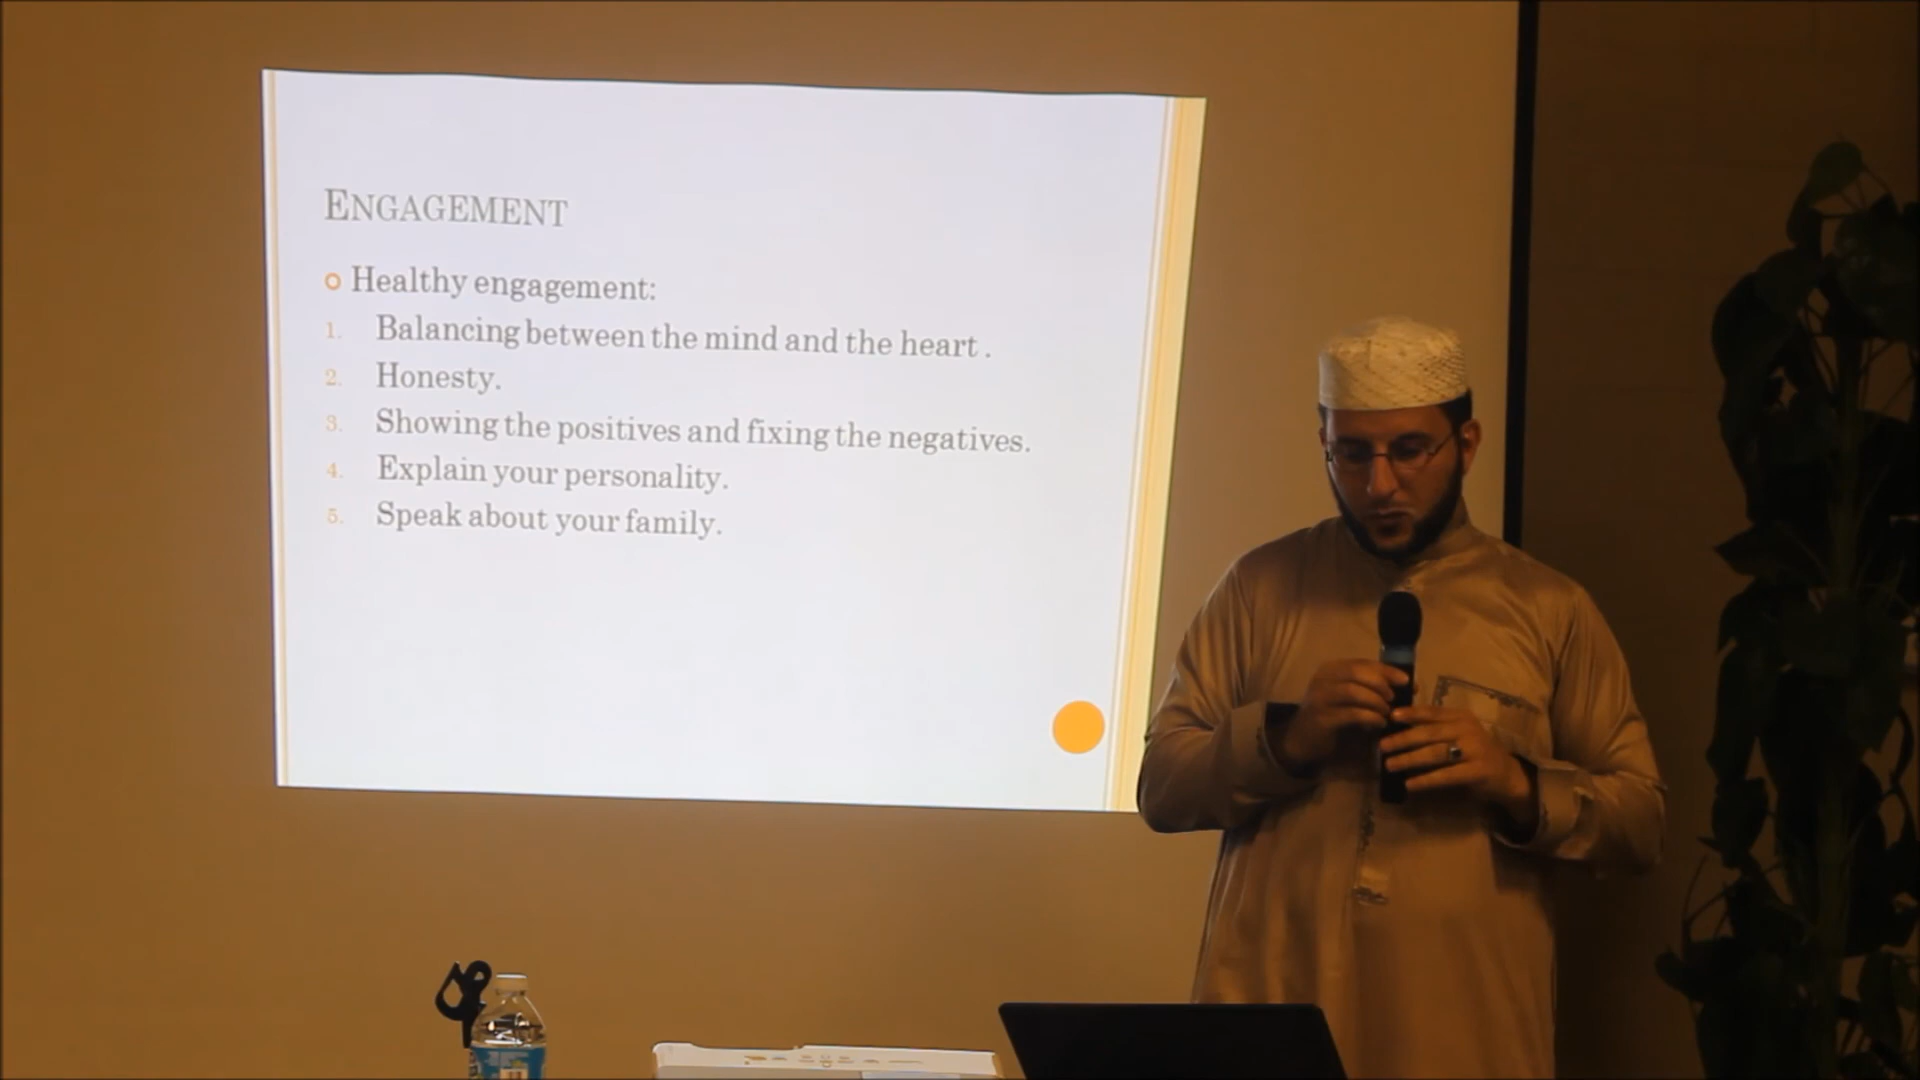 ENGAGEMENT
Healthy engagement:
1. Balancing between the mind and the heart .
2. Honesty.
3. Showing the positives and fixing the negatives.
4. Explain your personality.
5. Speak about your family.